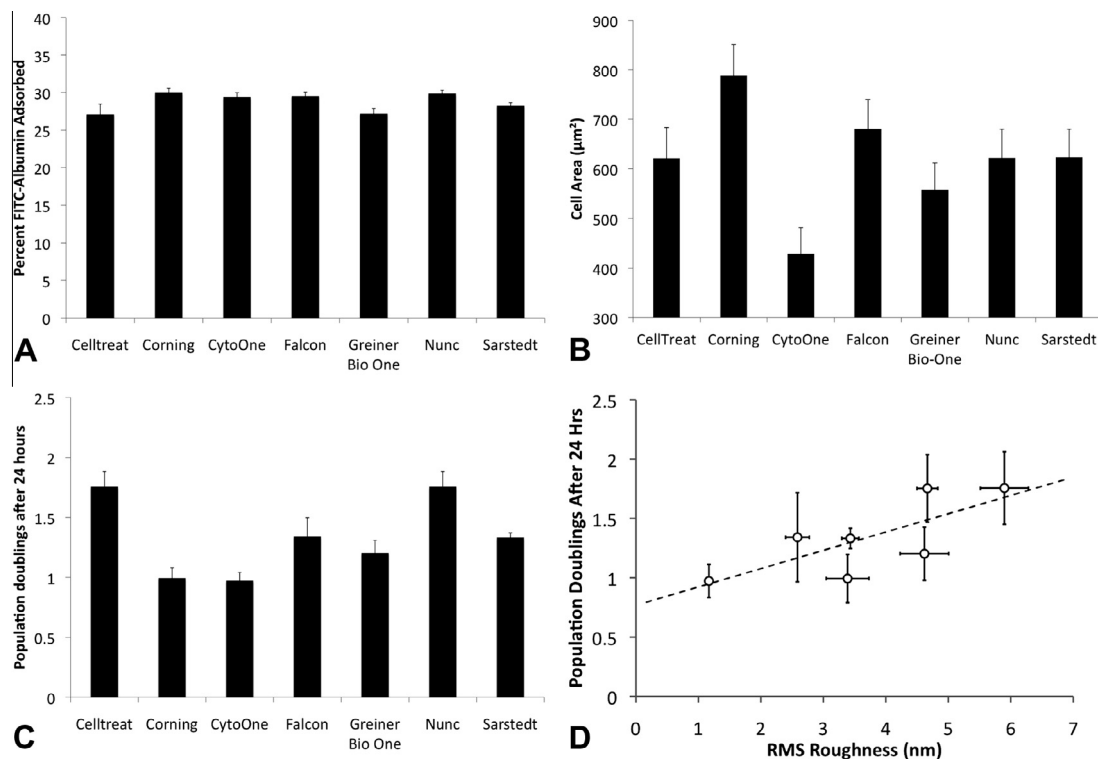 Percent FITC-Albumin Adsorbed
40
35
30
25
20
15
10
5
0
Celltreat Corning CytoOne Falcon Greiner Bio One Nunc Sarstedt
A
Cell Area (µm²)
900
800
700
600
500
400
300
CellTreat Corning CytoOne Falcon Greiner Bio-One Nunc Sarstedt
B
Population doublings after 24 hours
2.5
2
1.5
1
0.5
0
Celltreat Corning CytoOne Falcon Greiner Bio One Nunc Sarstedt
C
Population Doublings After 24 Hrs
2.5
2
1.5
1
0.5
0
0 1 2 3 4 5 6 7
RMS Roughness (nm)
D